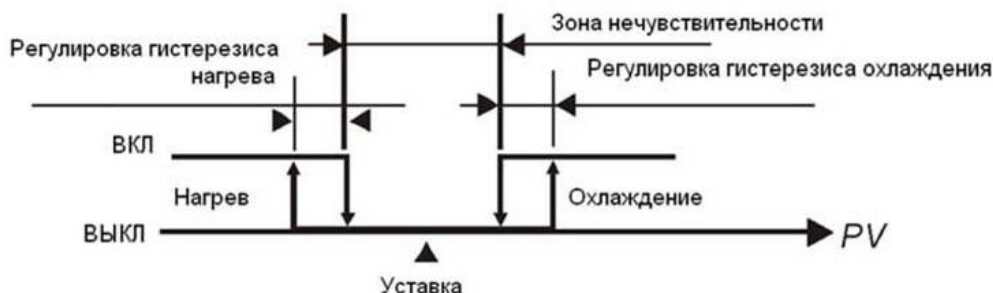 Зона нечувствительности
Регулировка гистерезиса
нагрева
Регулировка гистерезиса охлаждения
ВКЛ
Нагрев
Охлаждение
ВЫКЛ
PV
Уставка